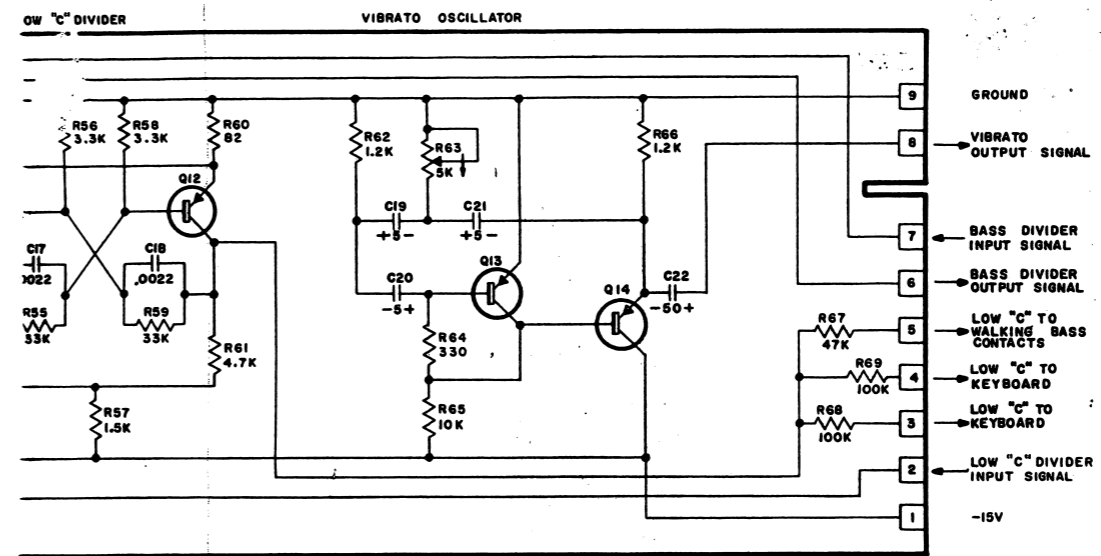 OW "C" DIVIDER
VIBRATO OSCILLATOR
R56
3.3K
R58
3.3K
R60
82
Q12
C17
0022
R55
33K
C18
.0022
R59
33K
R61
4.7K
R57
1.5K
R62
1.2K
R63
5K
C19
+5-
C21
+5-
C20
-5+
Q13
R64
330
R65
10K
Q14
R66
1.2K
C22
-50+
R67
47K
R69
100K
R68
100K
9 GROUND
8 VIBRATO
OUTPUT SIGNAL
7 BASS DIVIDER
INPUT SIGNAL
6 BASS DIVIDER
OUTPUT SIGNAL
5 LOW "C" TO
WALKING BASS
CONTACTS
4 LOW "C" TO
KEYBOARD
3 LOW "C" TO
KEYBOARD
2 LOW "C" DIVIDER
INPUT SIGNAL
1 -15V